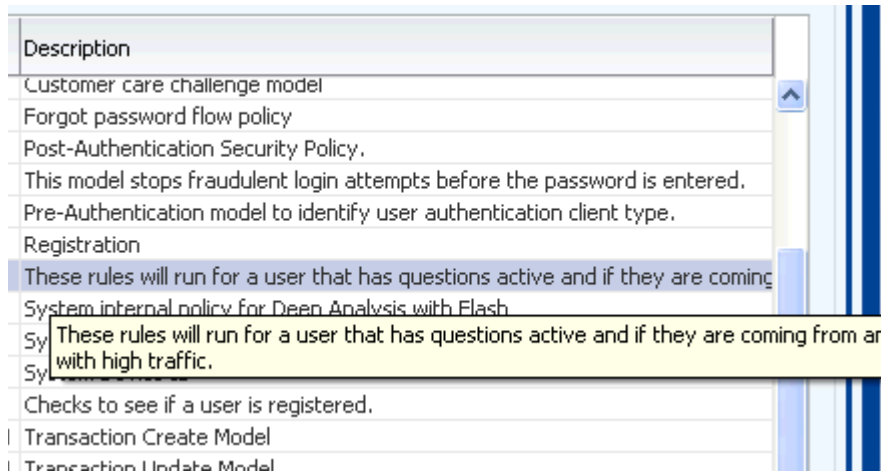 Description
Customer care challenge model
Forgot password flow policy
Post-Authentication Security Policy.
This model stops fraudulent login attempts before the password is entered.
Pre-Authentication model to identify user authentication client type.
Registration
These rules will run for a user that has questions active and if they are coming
System internal policy for Deep Analysis with Flash
These rules will run for a user that has questions active and if they are coming from
with high traffic.
Checks to see if a user is registered.
Transaction Create Model
Transaction Update Model